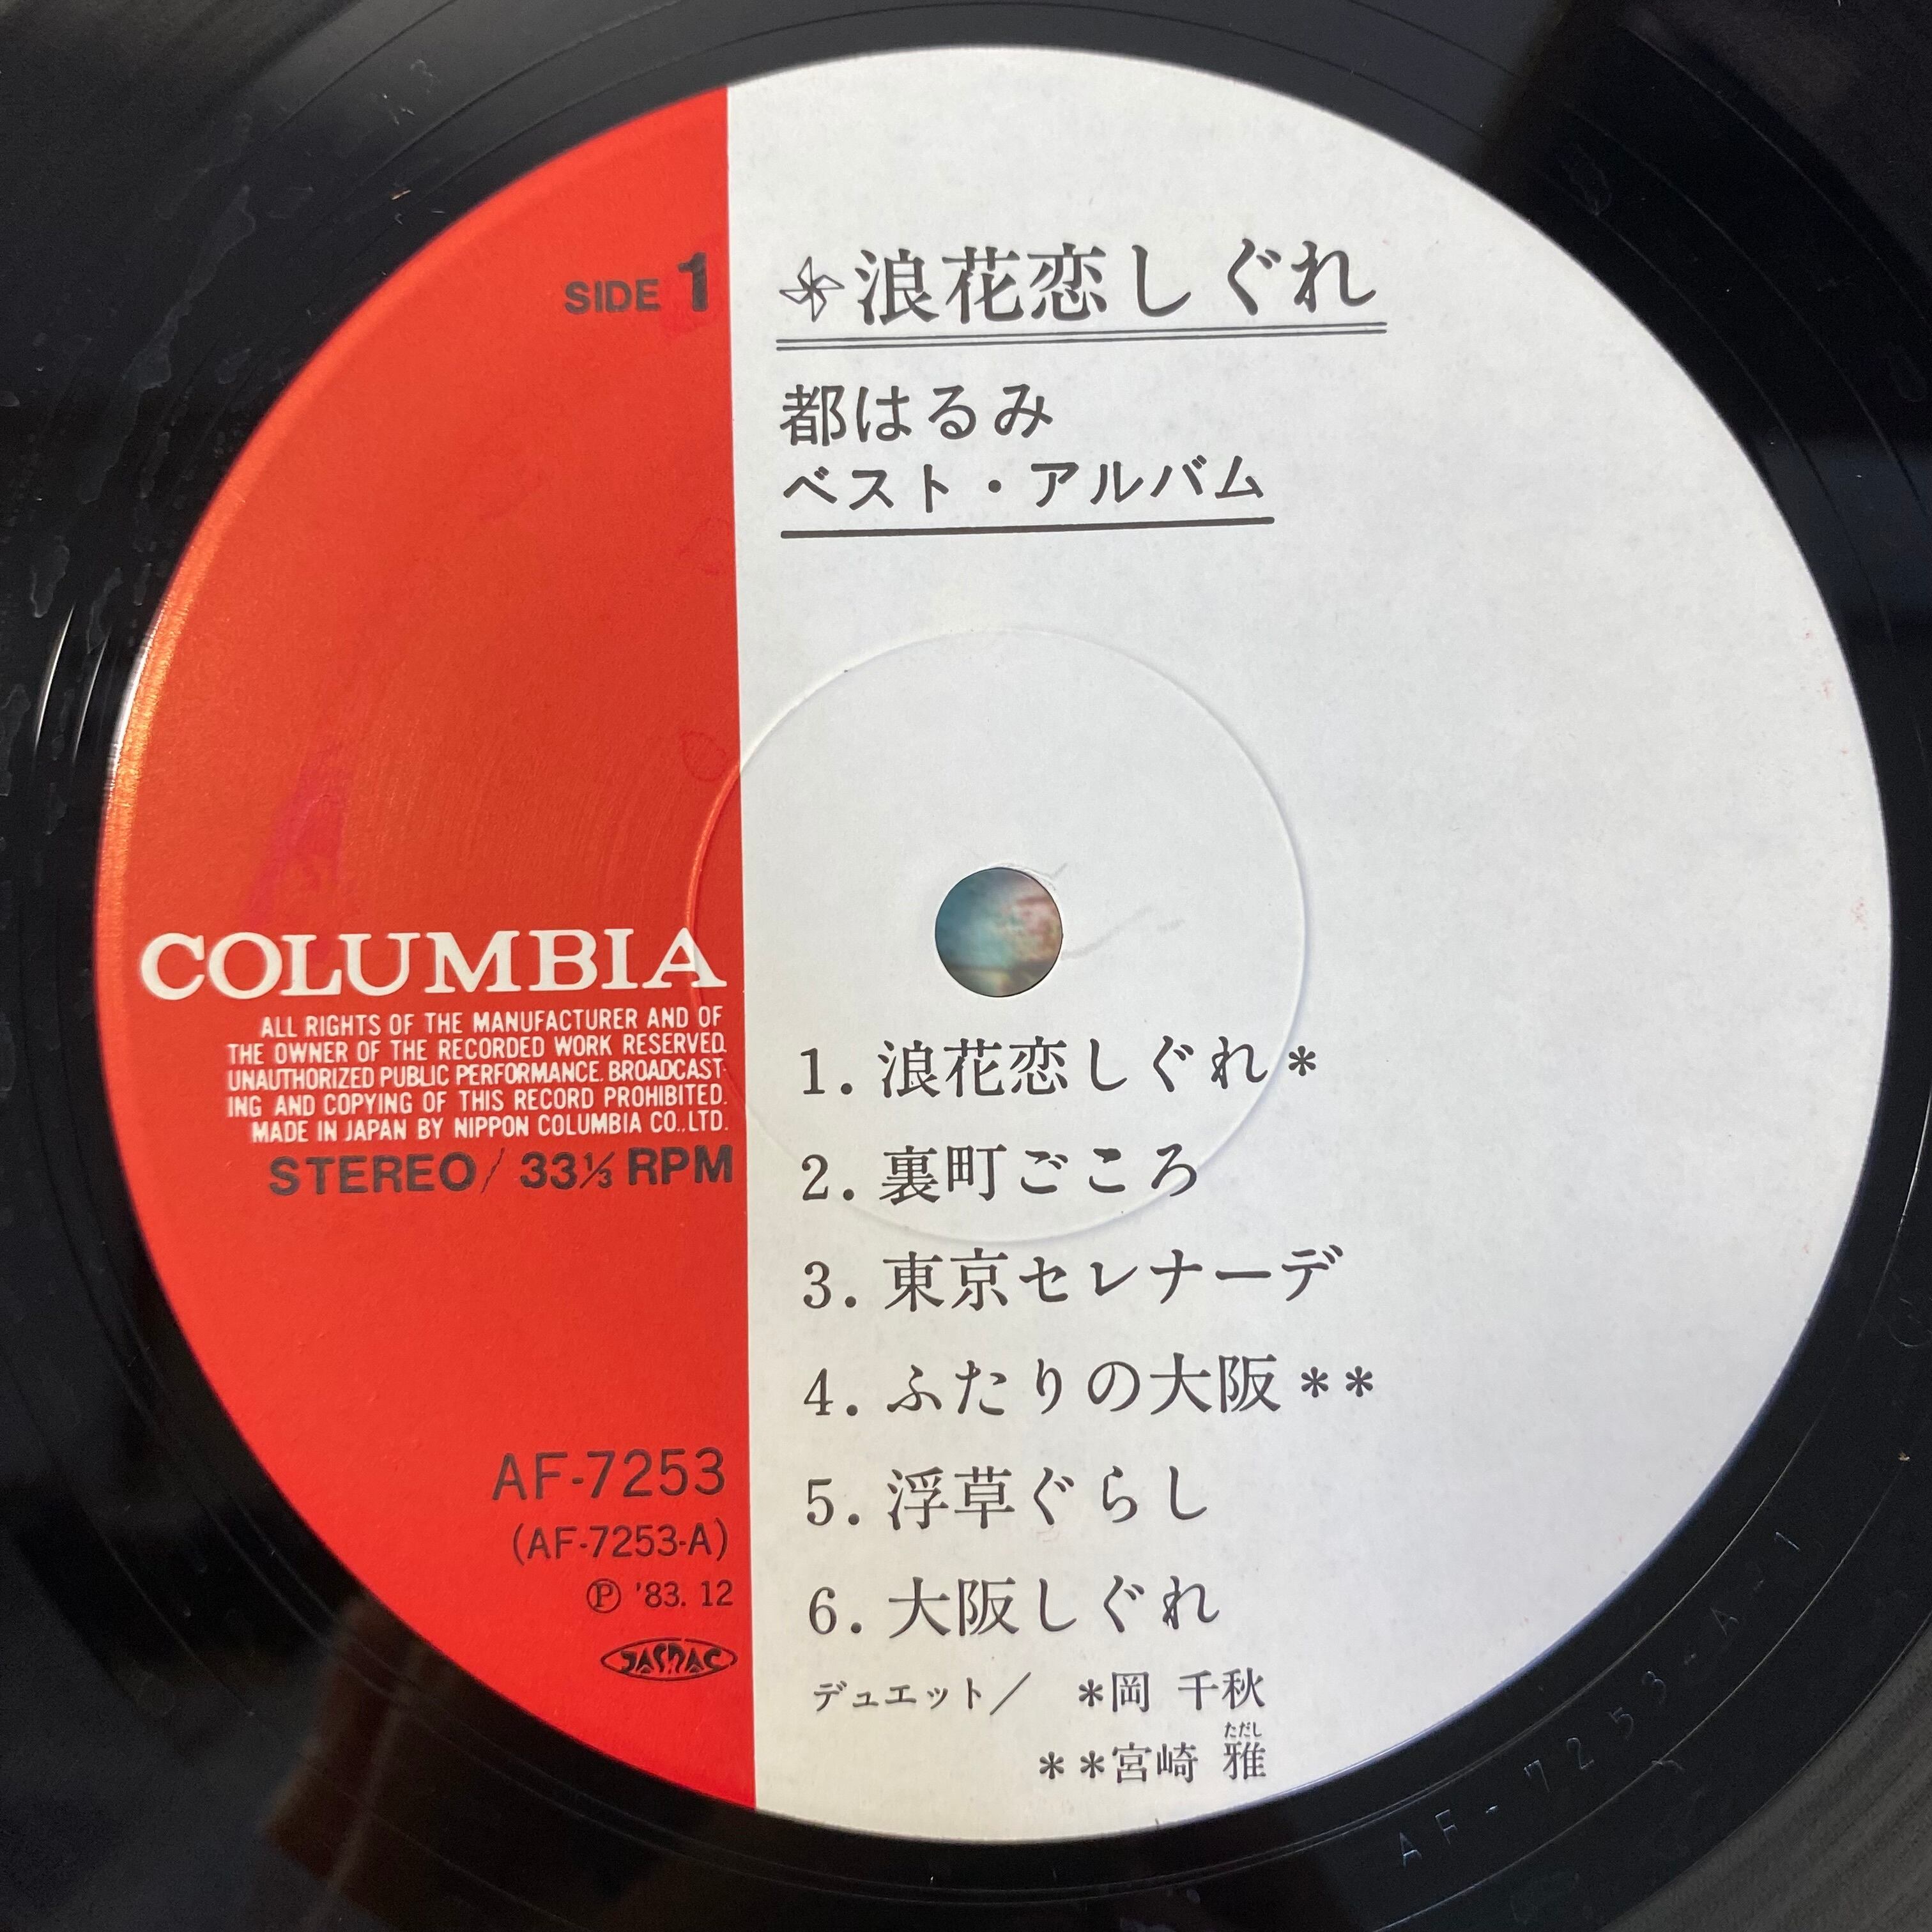 SIDE 1
浪花恋しぐれ
都はるみ
ベスト・アルバム
COLUMBIA
ALL RIGHTS OF THE MANUFACTURER AND OF
THE OWNER OF THE RECORDED WORK RESERVED.
UNAUTHORIZED PUBLIC PERFORMANCE. BROADCAST-
ING AND COPYING OF THIS RECORD PROHIBITED.
MADE IN JAPAN BY NIPPON COLUMBIA CO.,LTD.
STEREO/ 33⅓ RPM
1. 浪花恋しぐれ*
2. 裏町ごころ
3. 東京セレナーデ
4. ふたりの大阪**
5. 浮草ぐらし
6. 大阪しぐれ
デュエット/ *岡 千秋
ただし
**宮崎 雅
AF-7253
(AF-7253-A)
Ⓟ '83. 12
JASRAC
AF-7253-A-1